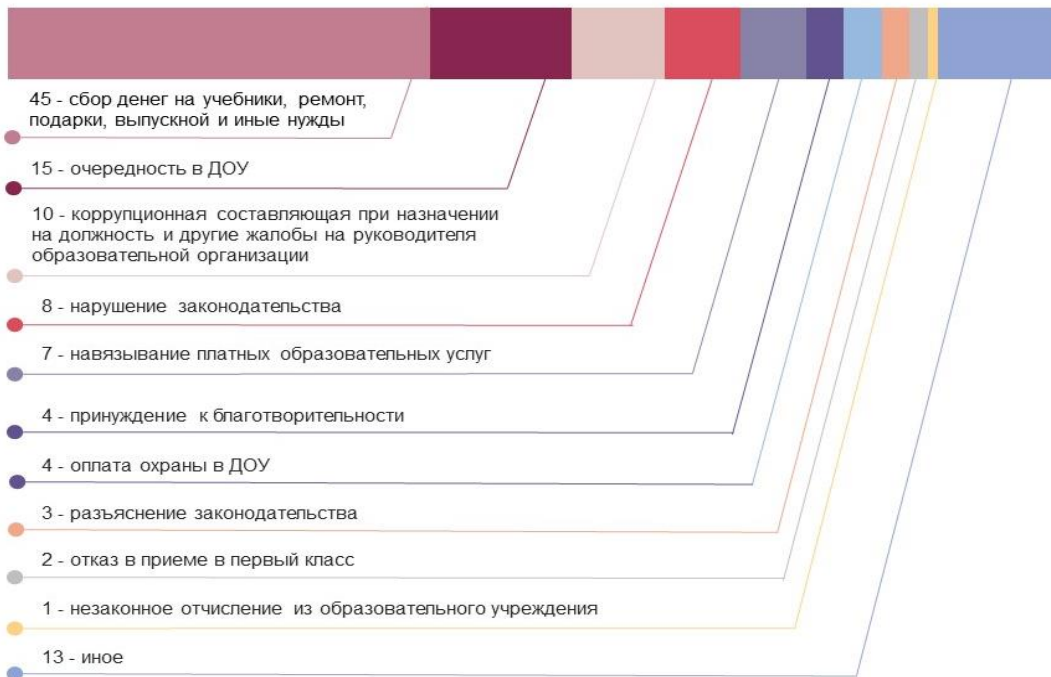 45 - сбор денег на учебники, ремонт,
подарки, выпускной и иные нужды
15 - очередность в ДОУ
10 - коррупционная составляющая при назначении
на должность и другие жалобы на руководителя
образовательной организации
8 - нарушение законодательства
7 - навязывание платных образовательных услуг
4 - принуждение к благотворительности
4 - оплата охраны в ДОУ
3 - разъяснение законодательства
2 - отказ в приеме в первый класс
1 - незаконное отчисление из образовательного учреждения
13 - иное